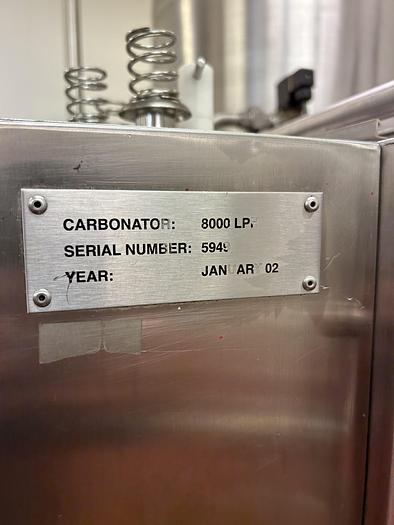 CARBONATOR: 8000 LPH
SERIAL NUMBER: 5949
YEAR: JANUARY 02